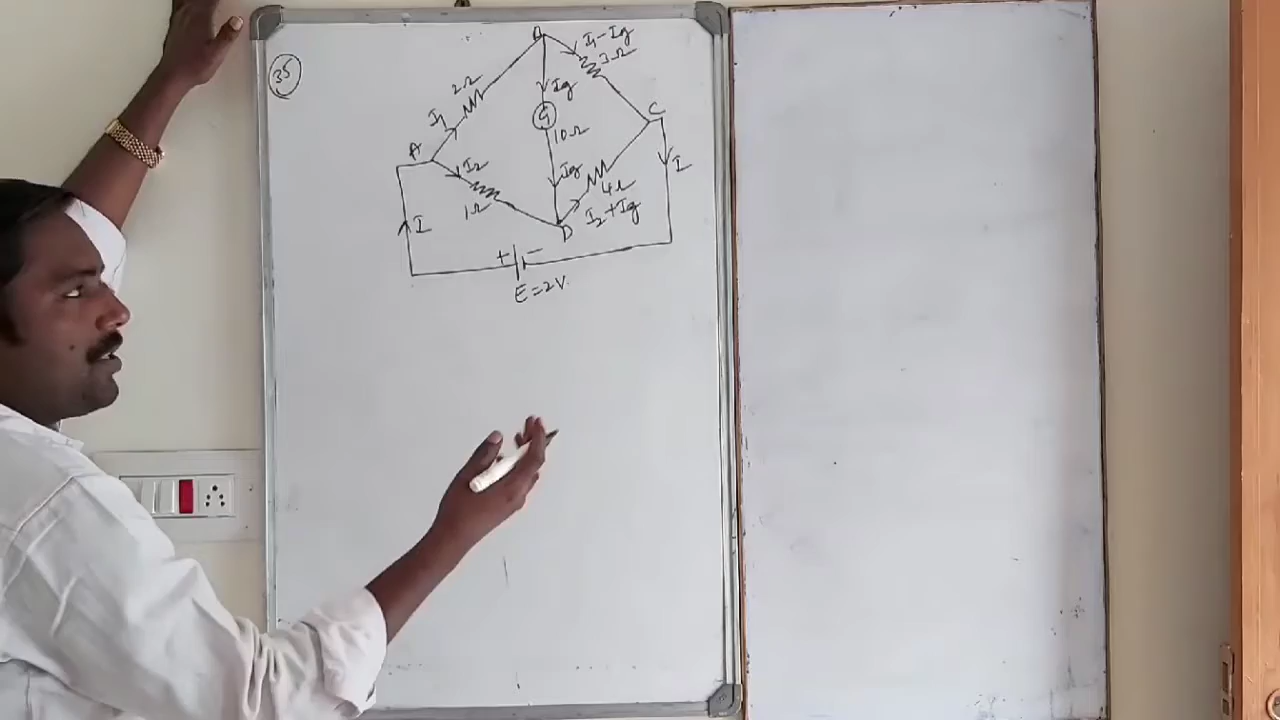 35
B
I1-Ig
3Ω
2Ω
I1
Ig
G
10Ω
C
A
I2
Ig
I
1Ω
4Ω
I2+Ig
D
I
+ -
E=2V